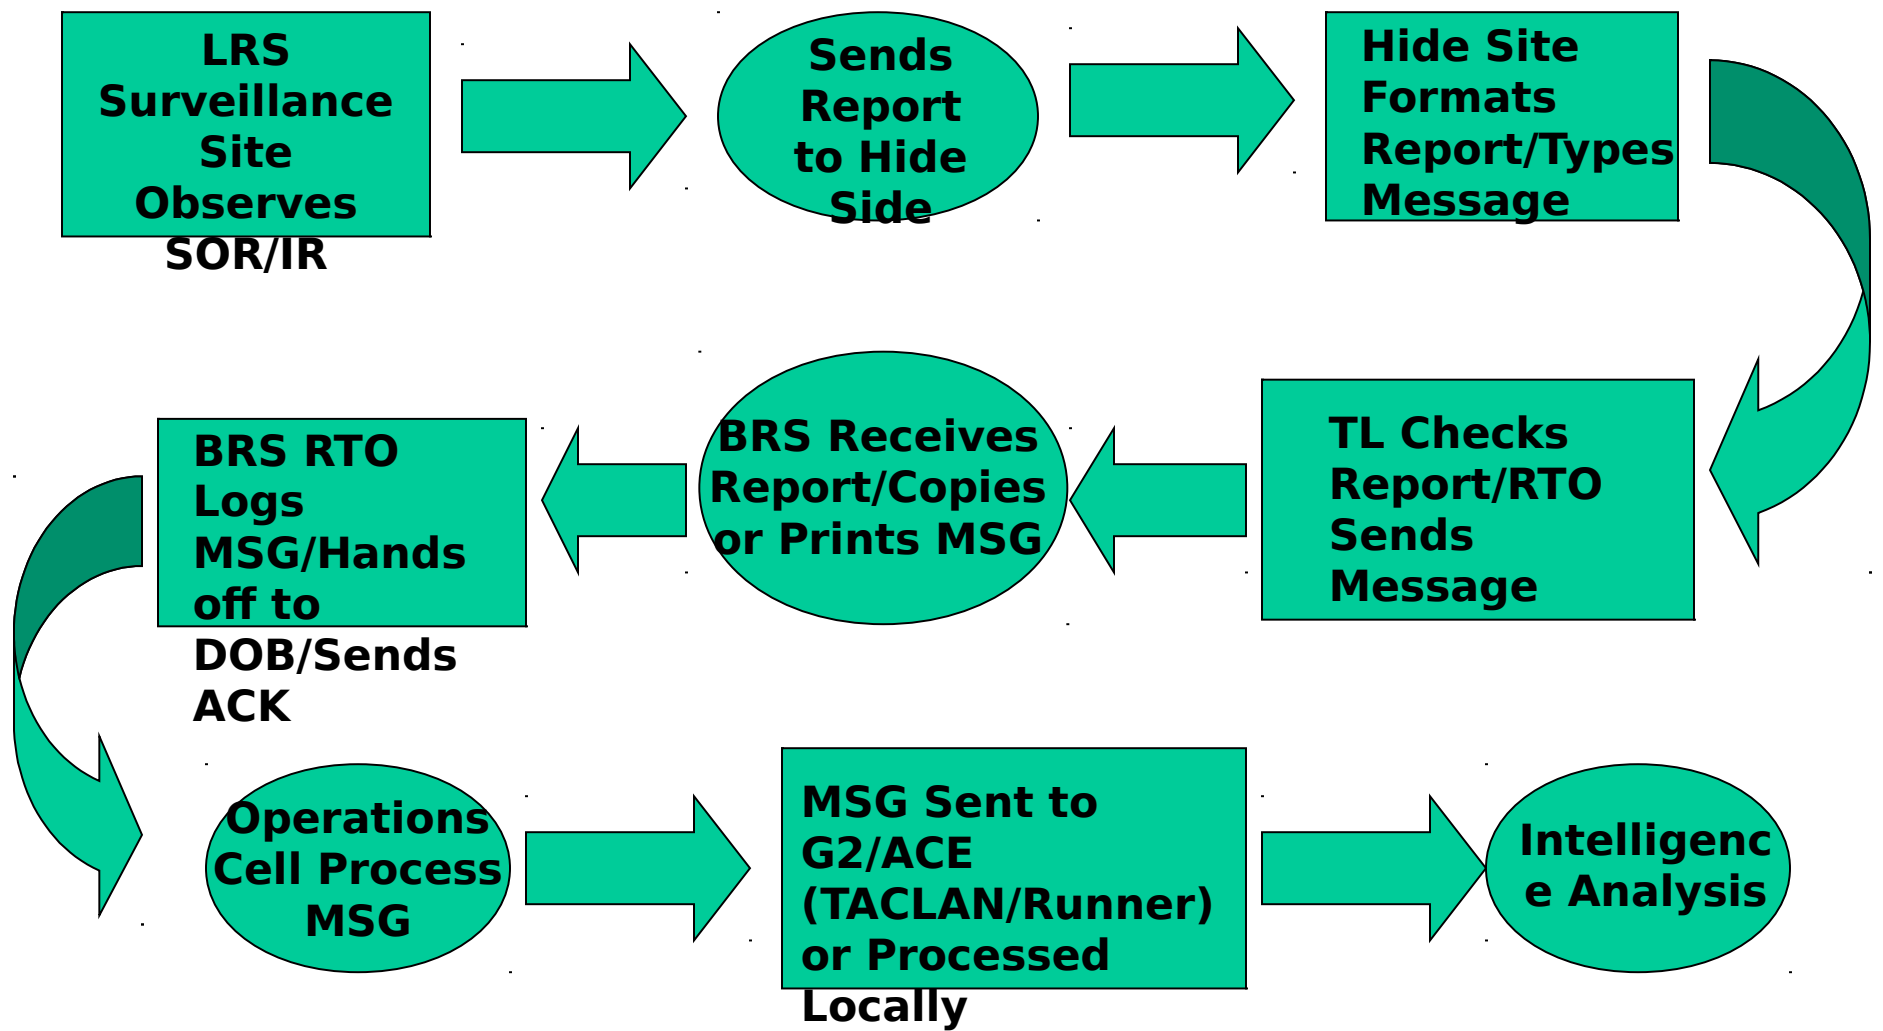 LRS
Surveillance
Site
Observes
SOR/IR
Sends
Report
to Hide
Side
Hide Site
Formats
Report/Types
Message
TL Checks
Report/RTO
Sends
Message
BRS Receives
Report/Copies
or Prints MSG
BRS RTO
Logs
MSG/Hands
off to
DOB/Sends
ACK
Operations
Cell Process
MSG
MSG Sent to
G2/ACE
(TACLAN/Runner)
or Processed
Locally
Intelligenc
e Analysis